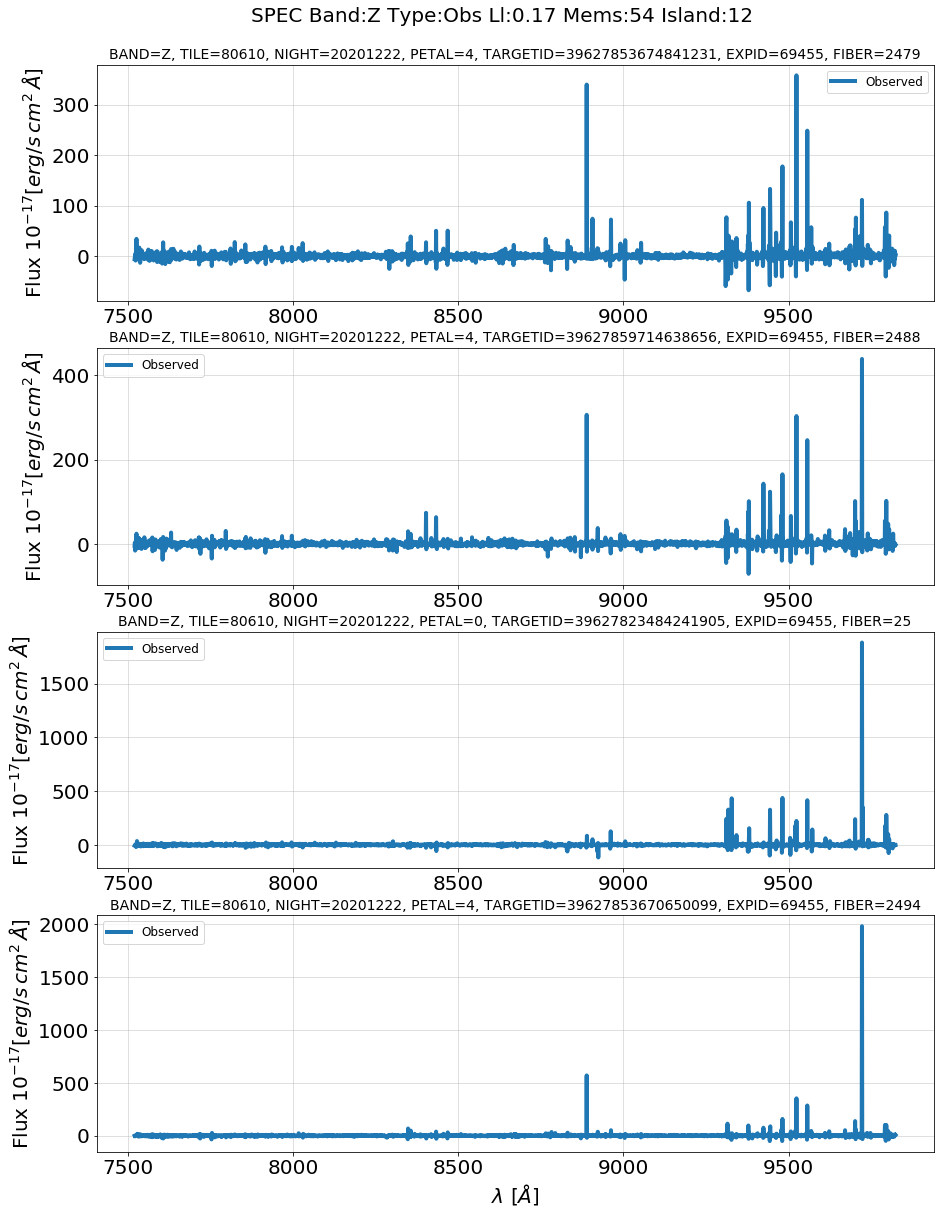 SPEC Band:Z Type:Obs Ll:0.17 Mems:54 Island:12
BAND=Z, TILE=80610, NIGHT=20201222, PETAL=4, TARGETID=39627853674841231, EXPID=69455, FIBER=2479
Flux 10^{-17}[erg/s cm^2 Å]
300
200
100
0
Observed
7500 8000 8500 9000 9500
BAND=Z, TILE=80610, NIGHT=20201222, PETAL=4, TARGETID=39627859714638656, EXPID=69455, FIBER=2488
Flux 10^{-17}[erg/s cm^2 Å]
400
200
0
Observed
7500 8000 8500 9000 9500
BAND=Z, TILE=80610, NIGHT=20201222, PETAL=0, TARGETID=39627823484241905, EXPID=69455, FIBER=25
Flux 10^{-17}[erg/s cm^2 Å]
1500
1000
500
0
Observed
7500 8000 8500 9000 9500
BAND=Z, TILE=80610, NIGHT=20201222, PETAL=4, TARGETID=39627853670650099, EXPID=69455, FIBER=2494
Flux 10^{-17}[erg/s cm^2 Å]
2000
1500
1000
500
0
Observed
7500 8000 8500 9000 9500
λ [Å]